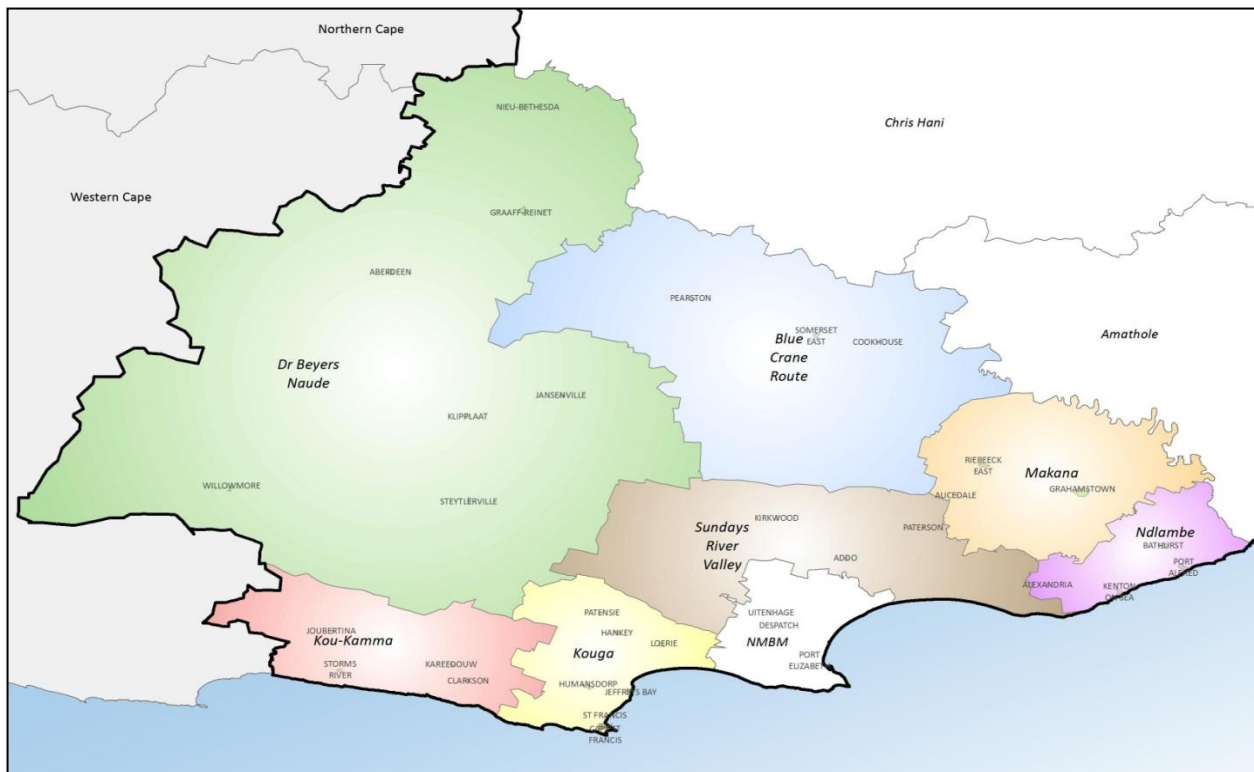 Northern Cape
NIEU-BETHESDA
Chris Hani
Western Cape
GRAAFF-REINET
ABERDEEN
PEARSTON
SOMERSET
EAST
COOKHOUSE
Blue
Crane
Route
Amathole
Dr Beyers
Naude
JANSENVILLE
KLIPPLAAT
RIEBEECK
EAST
Makana
WILLOWMORE
STEYTLERVILLE
ALICEDALE
GRAHAMSTOWN
KIRKWOOD
PATERSON
Sundays
River
Valley
Ndlambe
BATHURST
ADDO
PORT
ALFRED
ALEXANDRIA
KENTON
ON SEA
PATENSIE
UITENHAGE
DESPATCH
JOUBERTINA
Kou-Kamma
HANKEY
LOERIE
NMBM
Kouga
STORMS
RIVER
KAREEDOUW
CLARKSON
PORT
ELIZABETH
HUMANSDORP
JEFFREYS BAY
ST FRANCIS
FRANCIS